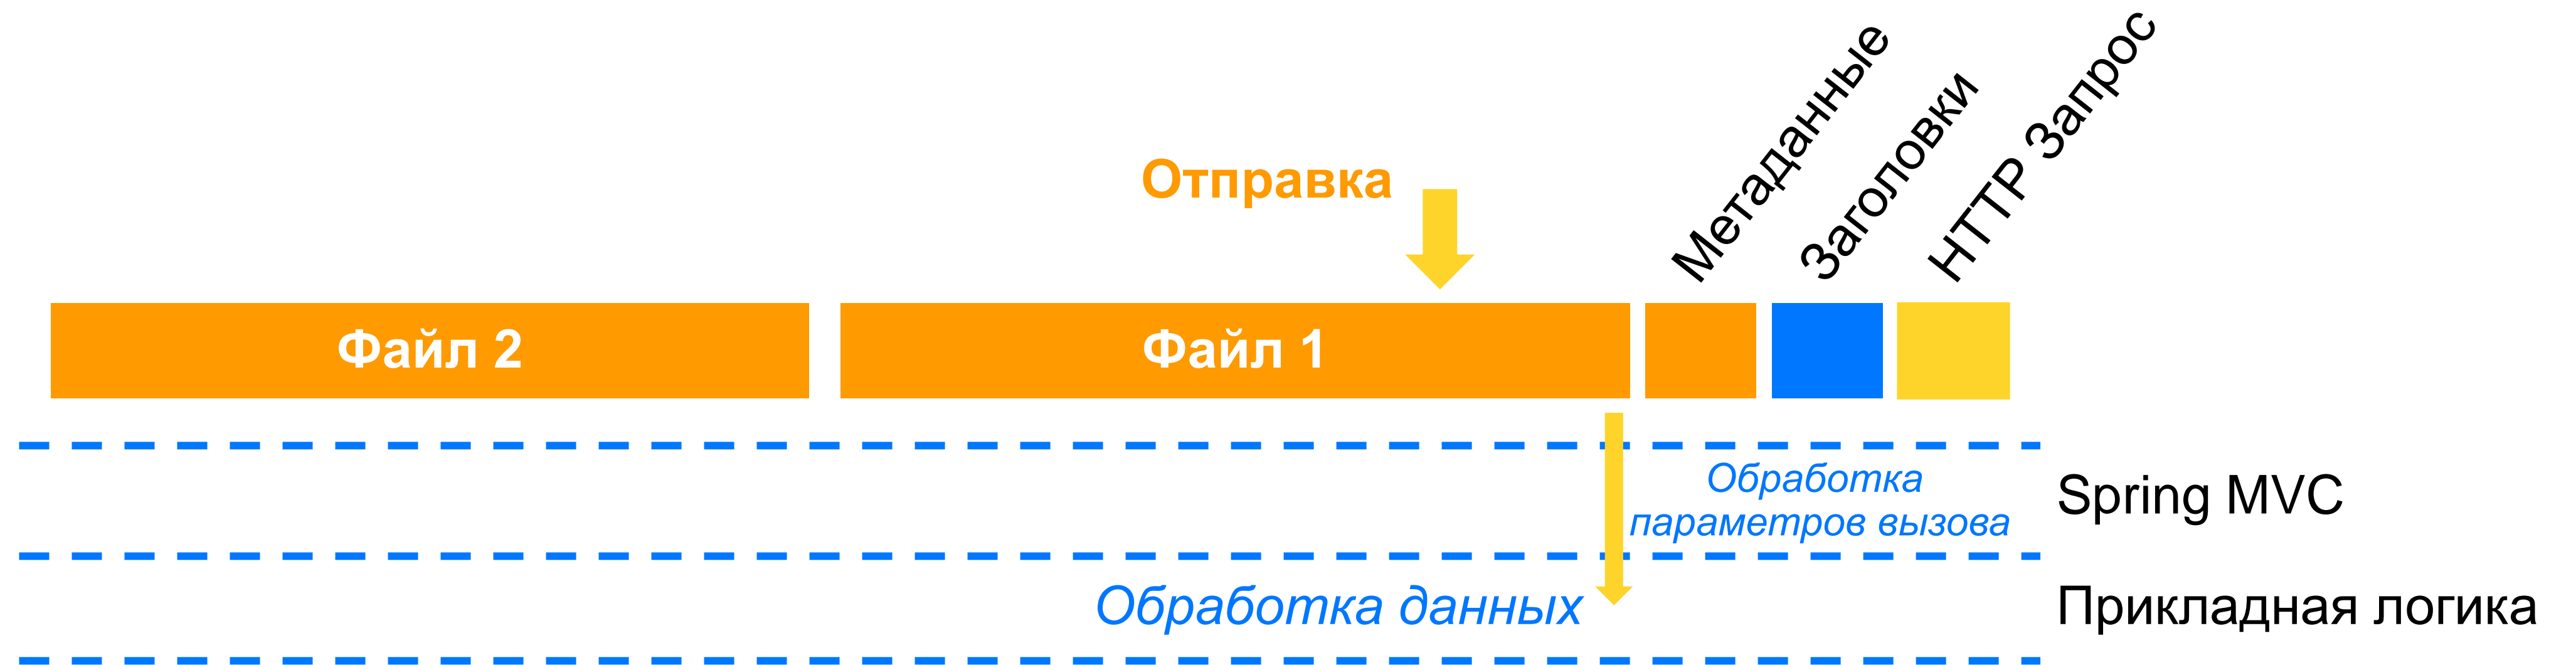 Метаданные
Заголовки
HTTP Запрос
Отправка
Файл 2
Файл 1
Обработка
параметров вызова
Spring MVC
Обработка данных
Прикладная логика